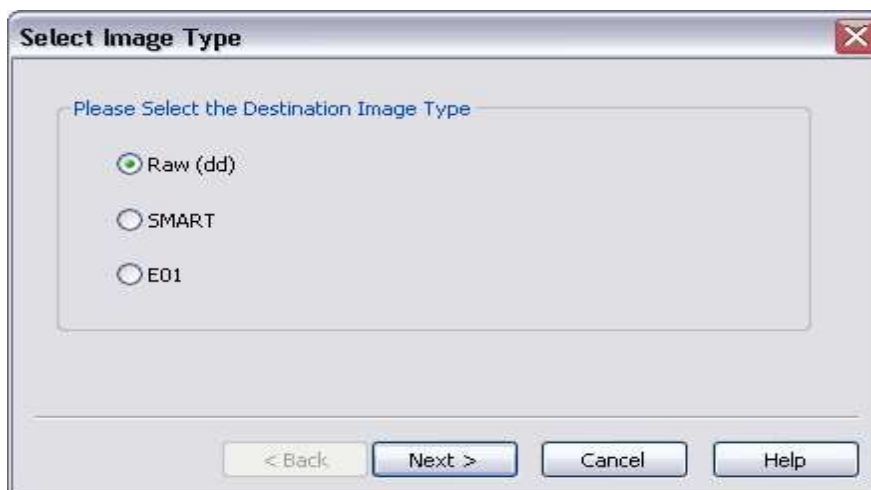 Select Image Type
Please Select the Destination Image Type
Raw (dd)
SMART
E01
< Back Next > Cancel Help